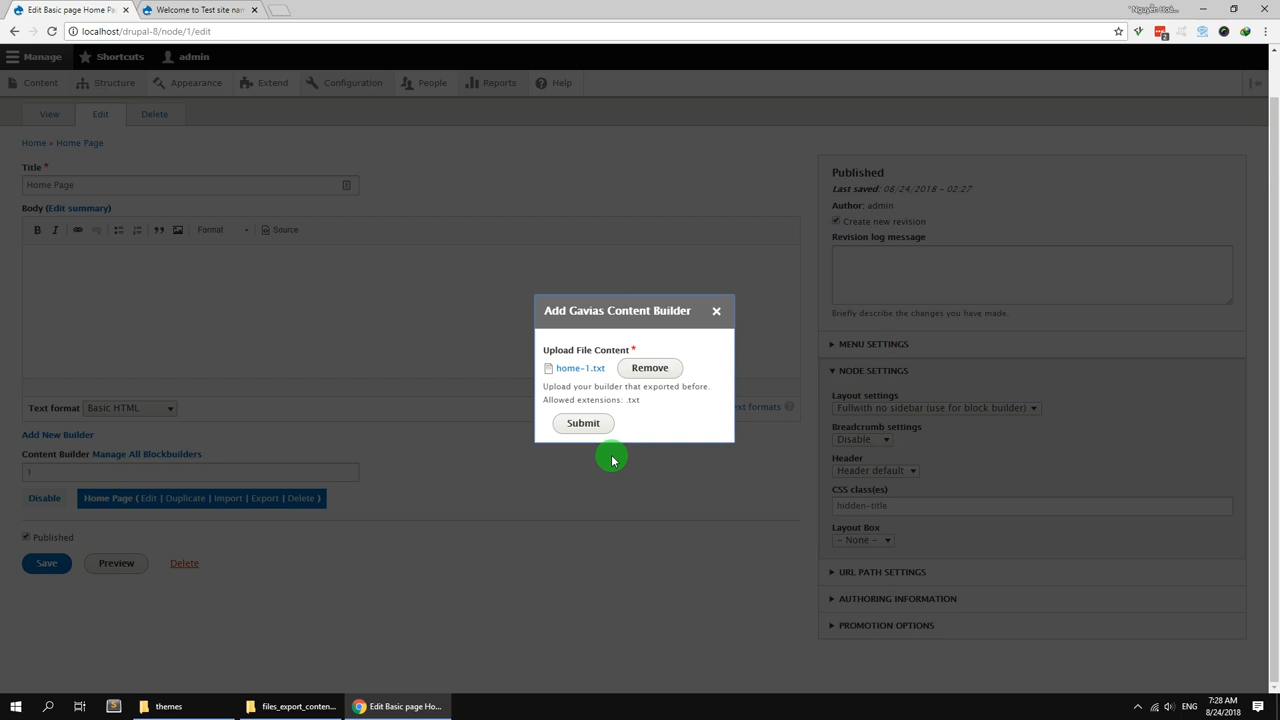 Edit Basic page Home Pa
Welcome to Test site nam
"Nguyễn Hoà...
localhost/drupal-8/node/1/edit
2
Manage
Shortcuts
admin
Content
Structure
Appearance
Extend
Configuration
People
Reports
Help
View
Edit
Delete
Home » Home Page
Title *
Home Page
Body (Edit summary)
Format
Source
Text format
Basic HTML
ext formats
Add New Builder
Content Builder Manage All Blockbuilders
1
Disable
Home Page ( Edit | Duplicate | Import | Export | Delete )
Published
Save
Preview
Delete
Add Gavias Content Builder
Upload File Content *
home-1.txt
Remove
Upload your builder that exported before.
Allowed extensions: .txt
Submit
Published
Last saved: 08/24/2018 - 02:27
Author: admin
Create new revision
Revision log message
Briefly describe the changes you have made.
MENU SETTINGS
NODE SETTINGS
Layout settings
Fullwith no sidebar (use for block builder)
Breadcrumb settings
Disable
Header
Header default
CSS class(es)
hidden-title
Layout Box
- None -
URL PATH SETTINGS
AUTHORING INFORMATION
PROMOTION OPTIONS
themes
files_export_conten...
Edit Basic page Ho...
ENG
7:28 AM
8/24/2018